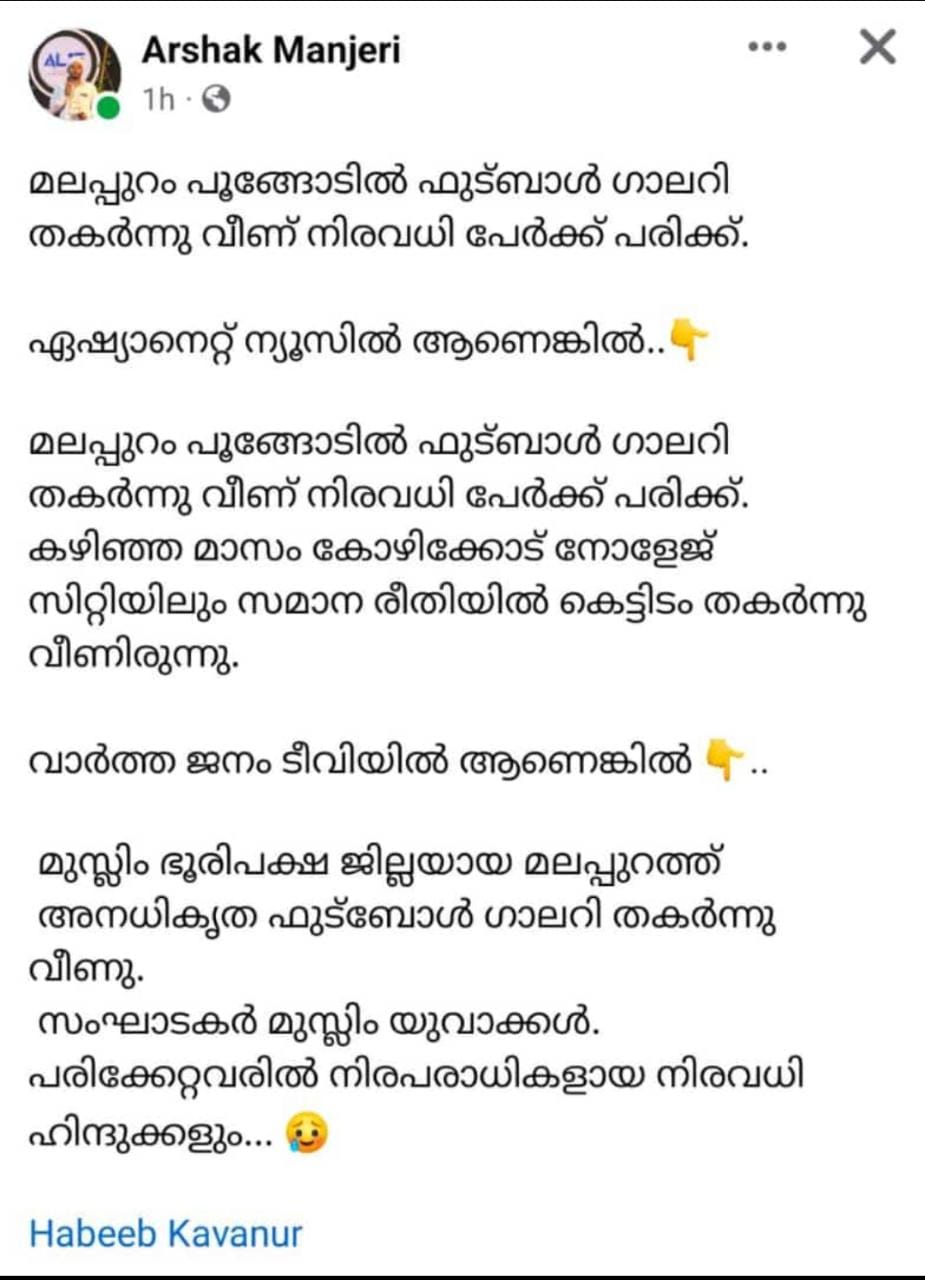 Arshak Manjeri
1h ·
മലപ്പുറം പൂങ്ങോടിൽ ഫുട്ബാൾ ഗാലറി
തകർന്നു വീണ് നിരവധി പേർക്ക് പരിക്ക്.
ഏഷ്യാനെറ്റ് ന്യൂസിൽ ആണെങ്കിൽ..👇
മലപ്പുറം പൂങ്ങോടിൽ ഫുട്ബാൾ ഗാലറി
തകർന്നു വീണ് നിരവധി പേർക്ക് പരിക്ക്.
കഴിഞ്ഞ മാസം കോഴിക്കോട് നോളേജ്
സിറ്റിയിലും സമാന രീതിയിൽ കെട്ടിടം തകർന്നു
വീണിരുന്നു.
വാർത്ത ജനം ടീവിയിൽ ആണെങ്കിൽ 👇..
മുസ്ലിം ഭൂരിപക്ഷ ജില്ലയായ മലപ്പുറത്ത്
അനധികൃത ഫുട്ബോൾ ഗാലറി തകർന്നു
വീണു.
സംഘാടകർ മുസ്ലിം യുവാക്കൾ.
പരിക്കേറ്റവരിൽ നിരപരാധികളായ നിരവധി
ഹിന്ദുക്കളും... 😥
Habeeb Kavanur